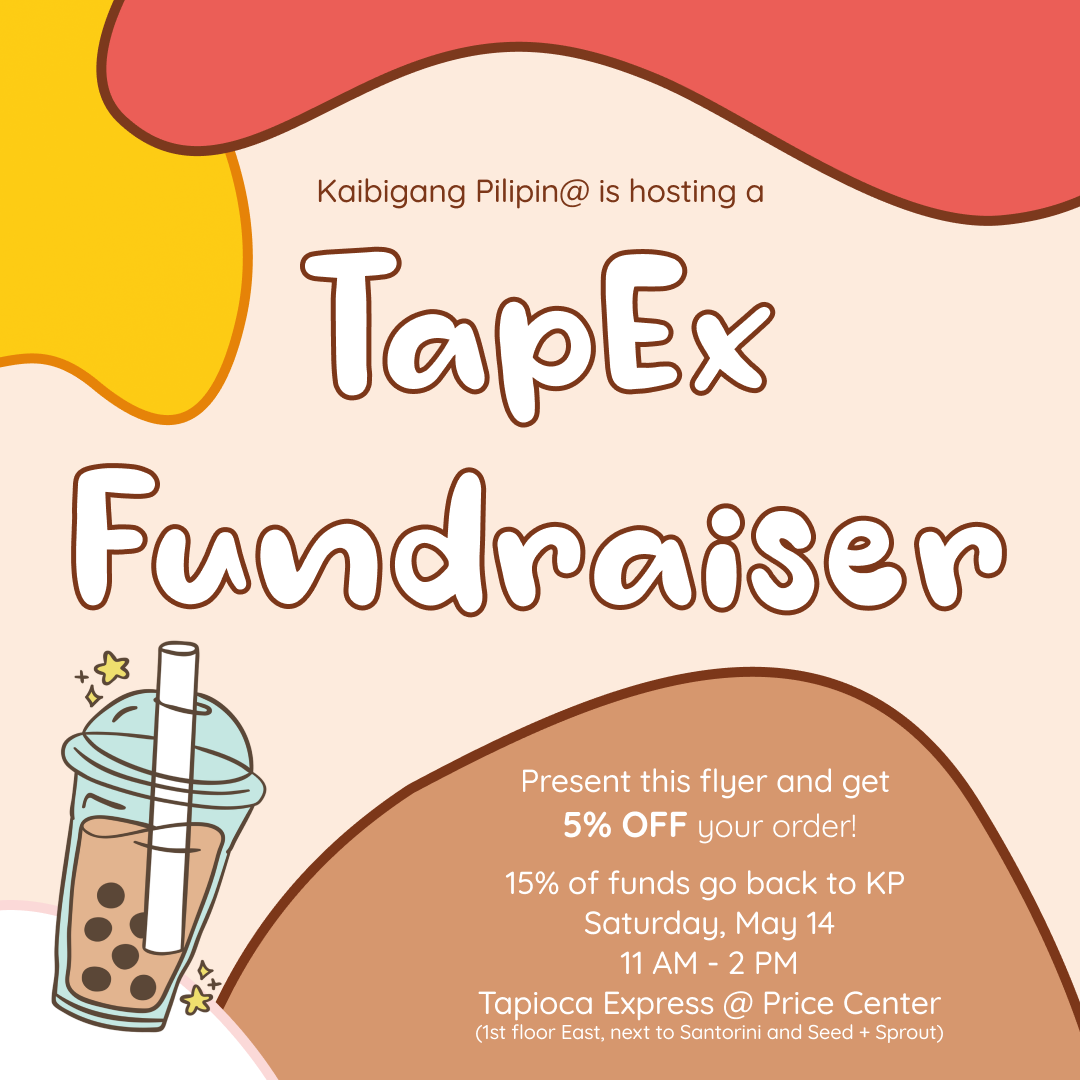 Kaibigang Pilipin@ is hosting a
TapEx
Fundraiser
Present this flyer and get
5% OFF your order!
15% of funds go back to KP
Saturday, May 14
11 AM - 2 PM
Tapioca Express @ Price Center
(1st floor East, next to Santorini and Seed + Sprout)